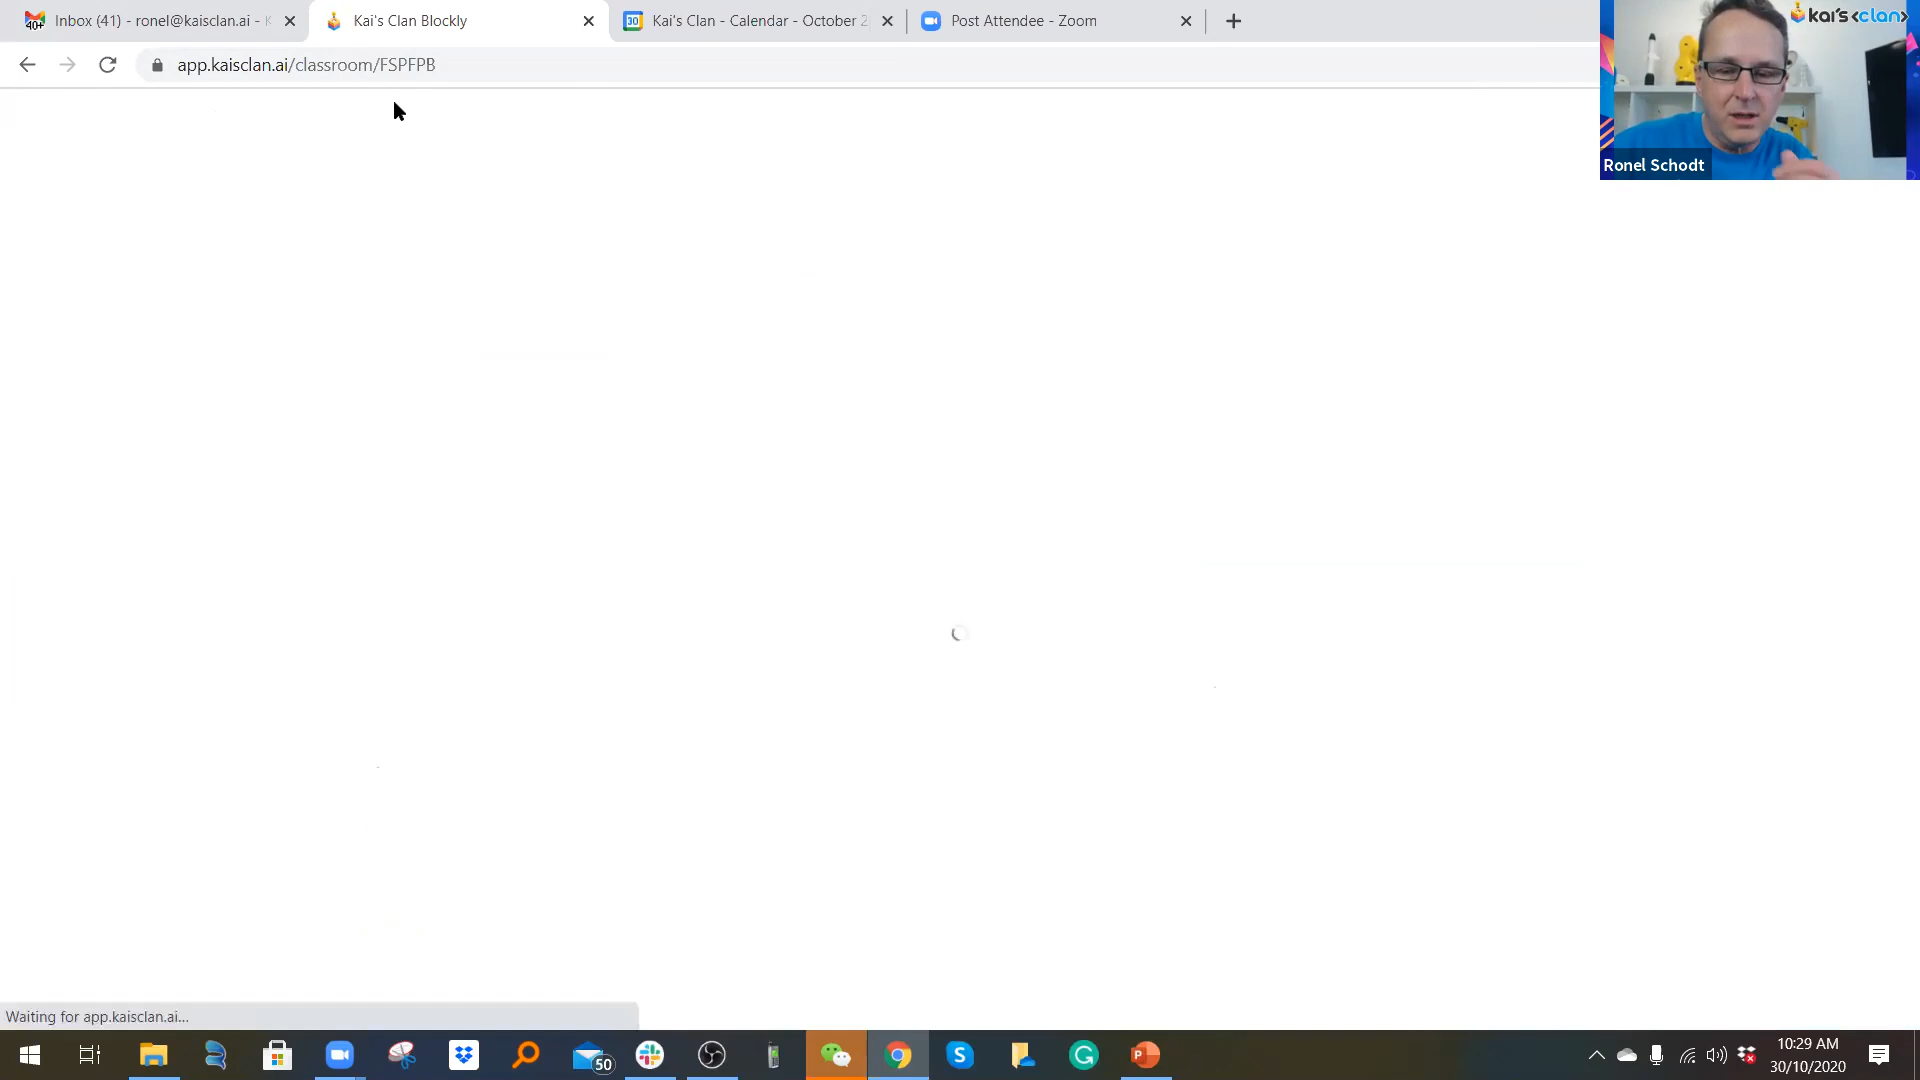 Inbox (41) - ronel@kaisclan.ai - K
Kai's Clan Blockly
Kai's Clan - Calendar - October 2
Post Attendee - Zoom
app.kaisclan.ai/classroom/FSPFPB
kai's <clan>
Ronel Schodt
Waiting for app.kaisclan.ai...
50
10:29 AM
30/10/2020